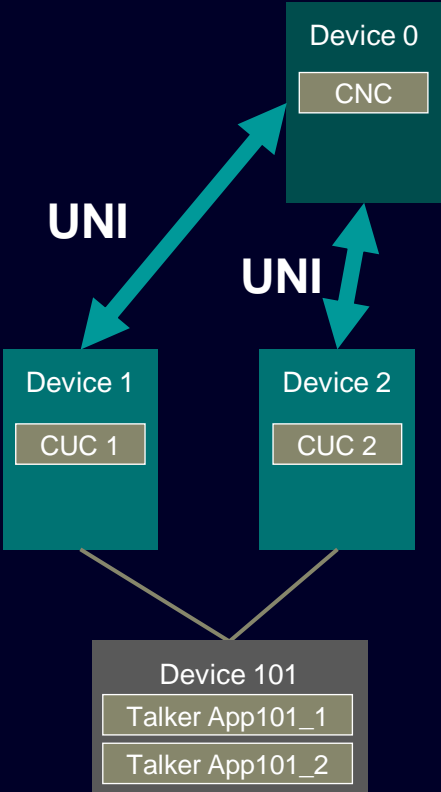 Device 0
CNC
UNI
UNI
Device 1
CUC 1
Device 2
CUC 2
Device 101
Talker App101_1
Talker App101_2